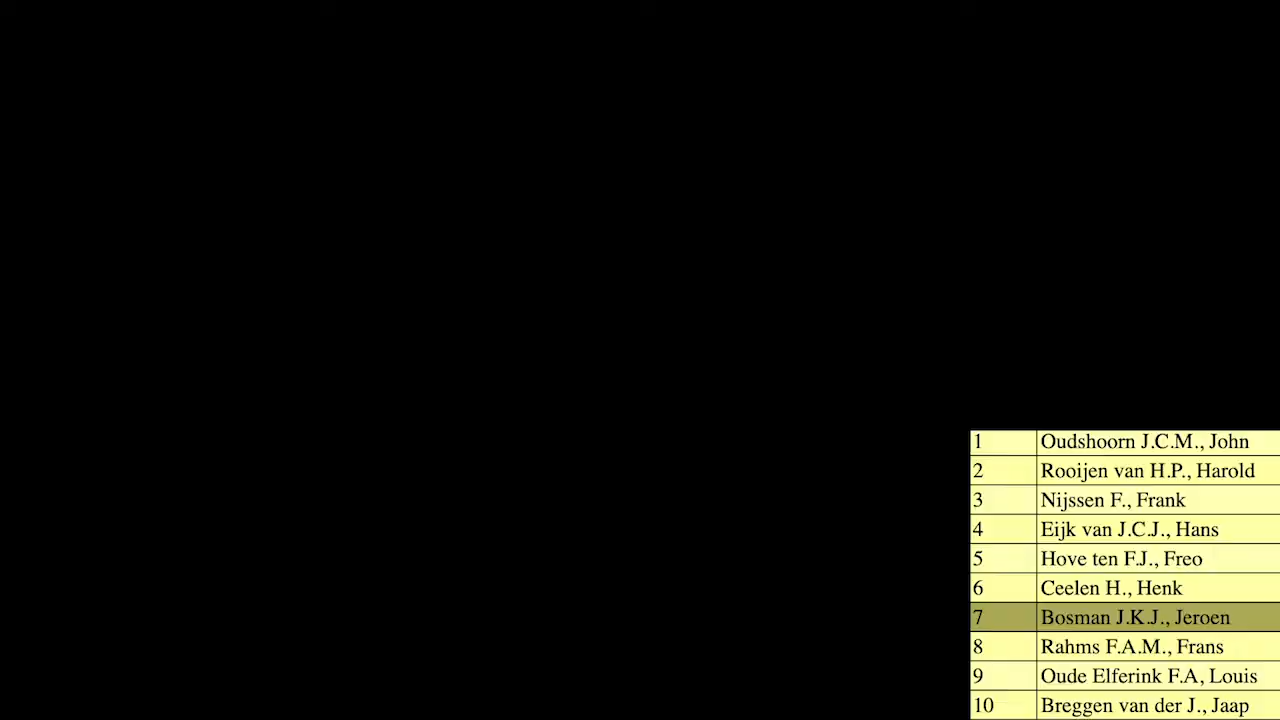 1 Oudshoorn J.C.M., John
2 Rooijen van H.P., Harold
3 Nijssen F., Frank
4 Eijk van J.C.J., Hans
5 Hove ten F.J., Freo
6 Ceelen H., Henk
7 Bosman J.K.J., Jeroen
8 Rahms F.A.M., Frans
9 Oude Elferink F.A, Louis
10 Breggen van der J., Jaap